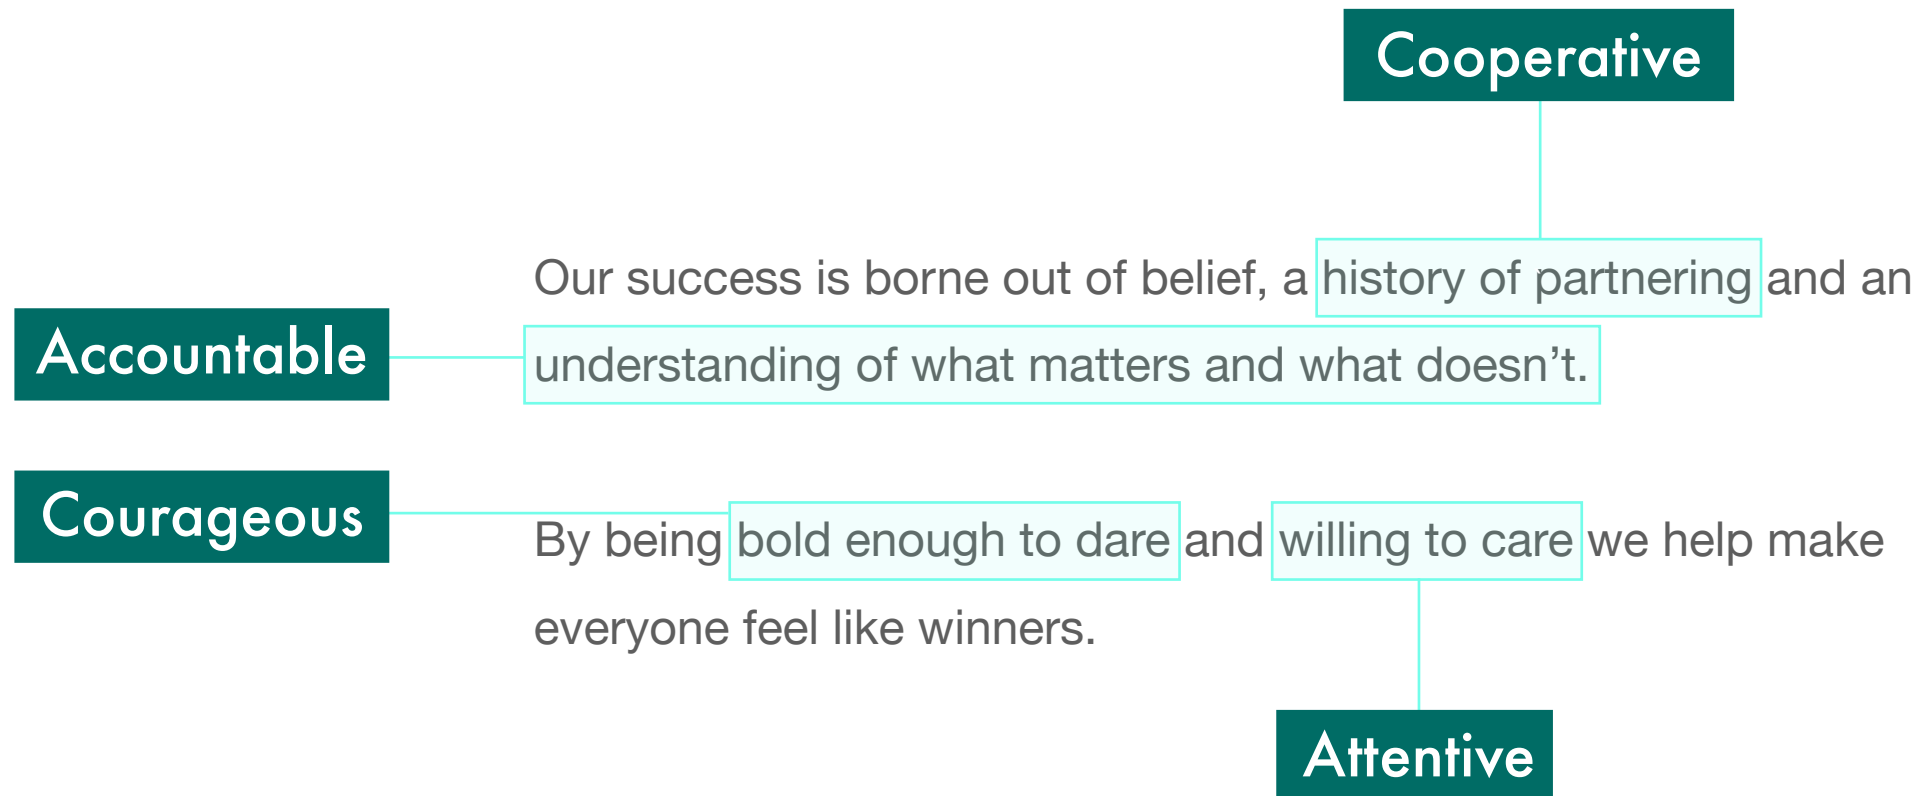 Cooperative
Our success is borne out of belief, a history of partnering and an
Accountable
understanding of what matters and what doesn’t.
Courageous
By being bold enough to dare and willing to care we help make
everyone feel like winners.
Attentive